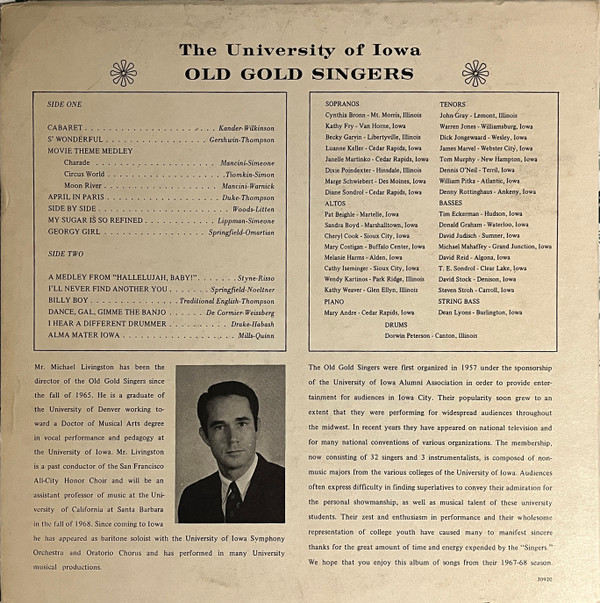 The University of Iowa
OLD GOLD SINGERS
SIDE ONE
CABARET . . . . . . . . . . . . . . . . . . . . Kander-Wilkinson
S' WONDERFUL . . . . . . . . . . . . . . . . . . Gershwin-Thompson
MOVIE THEME MEDLEY
Charade . . . . . . . . . . . . . . . . . . Mancini-Simeone
Circus World . . . . . . . . . . . . . . . . Tiomkin-Simon
Moon River . . . . . . . . . . . . . . . . . Mancini-Warnick
APRIL IN PARIS . . . . . . . . . . . . . . . . . Duke-Thompson
SIDE BY SIDE . . . . . . . . . . . . . . . . . . Woods-Litten
MY SUGAR IS SO REFINED . . . . . . . . . . . . . Lippman-Simeone
GEORGY GIRL . . . . . . . . . . . . . . . . . Springfield-Omartian
SIDE TWO
A MEDLEY FROM "HALLELUJAH, BABY!" . . . . . . . Styne-Risso
I'LL NEVER FIND ANOTHER YOU . . . . . . . Springfield-Noeltner
BILLY BOY . . . . . . . . . . . Traditional English-Thompson
DANCE, GAL, GIMME THE BANJO . . . . . . De Cormier-Weissberg
I HEAR A DIFFERENT DRUMMER . . . . . . . . . . . Drake-Habash
ALMA MATER IOWA . . . . . . . . . . . . . . . . . Mills-Quinn
SOPRANOS
Cynthia Bronn - Mt. Morris, Illinois
Kathy Fry - Van Horne, Iowa
Becky Garvin - Libertyville, Illinois
Luanne Keller - Cedar Rapids, Iowa
Janelle Martinko - Cedar Rapids, Iowa
Dixie Poindexter - Hinsdale, Illinois
Marge Schwiebert - Des Moines, Iowa
Diane Sondrol - Cedar Rapids, Iowa
ALTOS
Pat Beighle - Martelle, Iowa
Sandra Boyd - Marshalltown, Iowa
Cheryl Cook - Sioux City, Iowa
Mary Costigan - Buffalo Center, Iowa
Melanie Harms - Alden, Iowa
Cathy Iseminger - Sioux City, Iowa
Wendy Kartinos - Park Ridge, Illinois
Kathy Weaver - Glen Ellyn, Illinois
PIANO
Mary Andre - Cedar Rapids, Iowa
TENORS
John Gray - Lemont, Illinois
Warren Jones - Williamsburg, Iowa
Dick Jongewaard - Wesley, Iowa
James Marvel - Webster City, Iowa
Tom Murphy - New Hampton, Iowa
Dennis O'Neil - Terril, Iowa
William Pitka - Atlantic, Iowa
Denny Rottinghaus - Ankeny, Iowa
BASSES
Tim Eckerman - Hudson, Iowa
Donald Graham - Waterloo, Iowa
David Judisch - Sumner, Iowa
Michael Mahaffey - Grand Junction, Iowa
David Reid - Algona, Iowa
T. E. Sondrol - Clear Lake, Iowa
David Stock - Denison, Iowa
Steven Stroh - Carroll, Iowa
STRING BASS
Dean Lyons - Burlington, Iowa
DRUMS
Dorwin Peterson - Canton, Illinois
Mr. Michael Livingston has been the
director of the Old Gold Singers since
the fall of 1965. He is a graduate of
the University of Denver working to-
ward a Doctor of Musical Arts degree
in vocal performance and pedagogy at
the University of Iowa. Mr. Livingston
is a past conductor of the San Francisco
All-City Honor Choir and will be an
assistant professor of music at the Uni-
versity of California at Santa Barbara
in the fall of 1968. Since coming to Iowa
he has appeared as baritone soloist with the University of Iowa Symphony
Orchestra and Oratorio Chorus and has performed in many University
musical productions.
The Old Gold Singers were first organized in 1957 under the sponsorship
of the University of Iowa Alumni Association in order to provide enter-
tainment for audiences in Iowa City. Their popularity soon grew to an
extent that they were performing for widespread audiences throughout
the midwest. In recent years they have appeared on national television and
for many national conventions of various organizations. The membership,
now consisting of 32 singers and 3 instrumentalists, is composed of non-
music majors from the various colleges of the University of Iowa. Audiences
often express difficulty in finding superlatives to convey their admiration for
the personal showmanship, as well as musical talent of these university
students. Their zest and enthusiasm in performance and their wholesome
representation of college youth have caused many to manifest sincere
thanks for the great amount of time and energy expended by the "Singers."
We hope that you enjoy this album of songs from their 1967-68 season.
30920